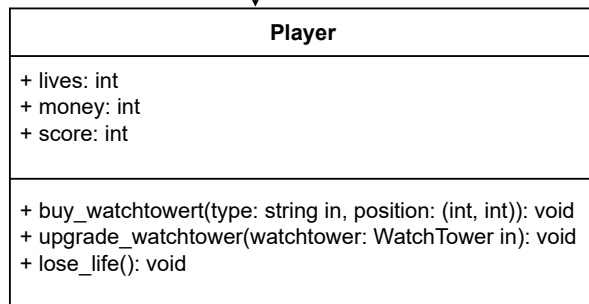 Player
+ lives: int
+ money: int
+ score: int
+ buy_watchtowert(type: string in, position: (int, int)): void
+ upgrade_watchtower(watchtower: WatchTower in): void
+ lose_life(): void